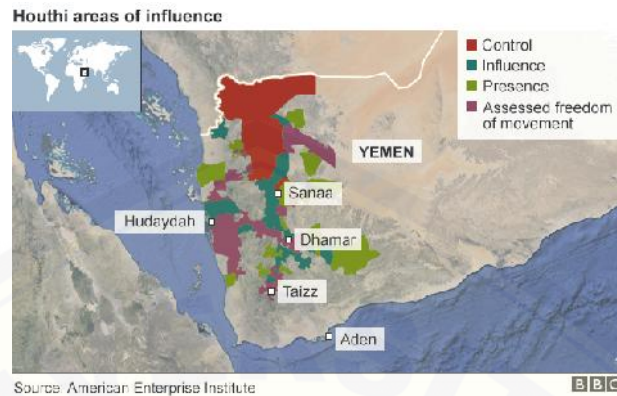 Houthi areas of influence
Control
Influence
Presence
Assessed freedom
of movement
YEMEN
Sanaa
Hudaydah
Dhamar
Taizz
Aden
Source: American Enterprise Institute
BBC